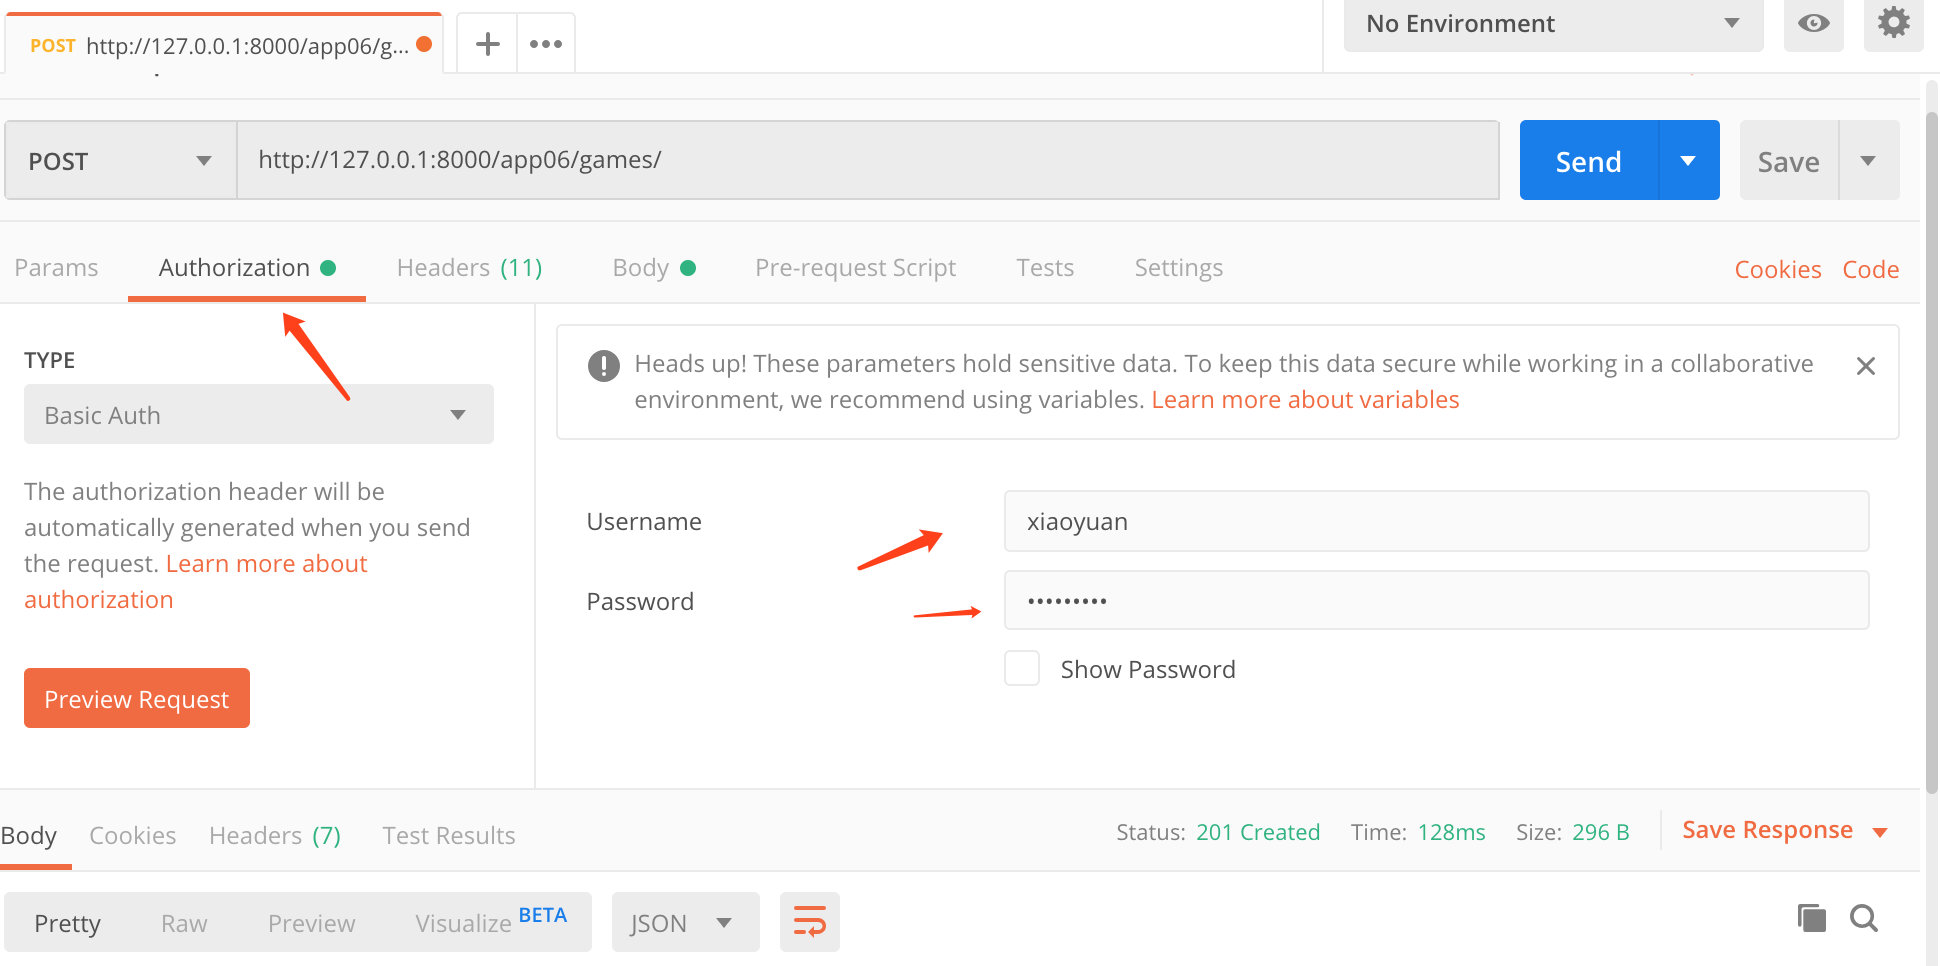 POST http://127.0.0.1:8000/app06/g...
No Environment
POST http://127.0.0.1:8000/app06/games/ Send Save
Params Authorization Headers (11) Body Pre-request Script Tests Settings Cookies Code
TYPE
Basic Auth
The authorization header will be
automatically generated when you send
the request. Learn more about
authorization
Preview Request
Heads up! These parameters hold sensitive data. To keep this data secure while working in a collaborative
environment, we recommend using variables. Learn more about variables
Username xiaoyuan
Password •••••••••
Show Password
Body Cookies Headers (7) Test Results Status: 201 Created Time: 128ms Size: 296 B Save Response
Pretty Raw Preview Visualize BETA JSON